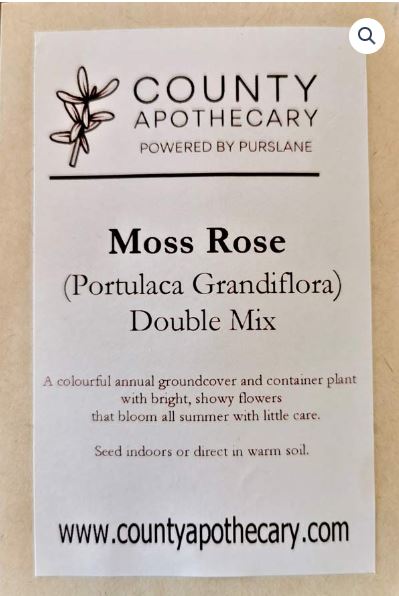 COUNTY
APOTHECARY
POWERED BY PURSLANE
Moss Rose
(Portulaca Grandiflora)
Double Mix
A colourful annual groundcover and container plant
with bright, showy flowers
that bloom all summer with little care.
Seed indoors or direct in warm soil.
www.countyapothecary.com